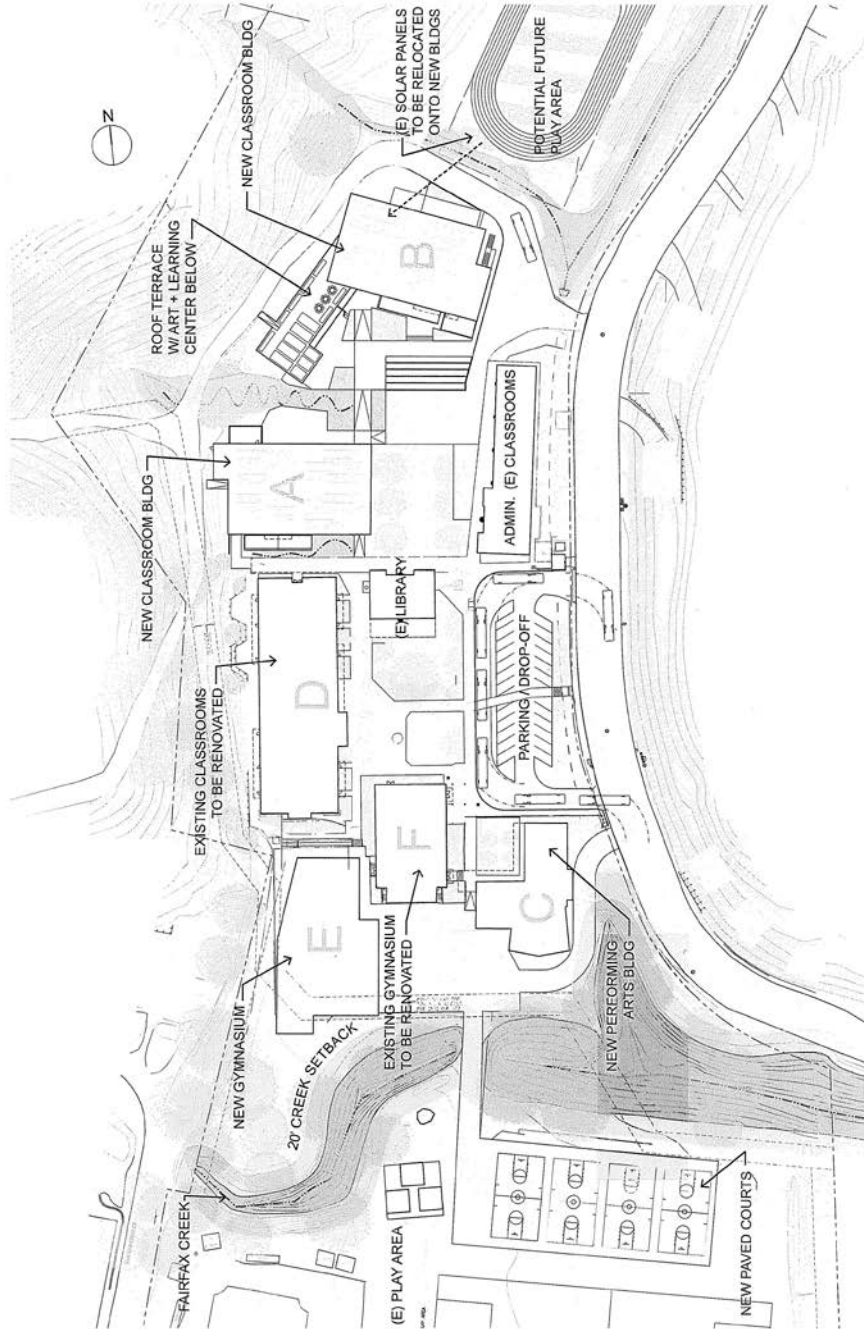 FAIRFAX CREEK
NEW GYMNASIUM
EXISTING CLASSROOMS
TO BE RENOVATED
NEW CLASSROOM BLDG
ROOF TERRACE
W/ ART + LEARNING
CENTER BELOW
N
NEW CLASSROOM BLDG
20' CREEK SETBACK
E
D
A
B
(E) SOLAR PANELS
TO BE RELOCATED
ONTO NEW BLDGS
(E) PLAY AREA
EXISTING GYMNASIUM
TO BE RENOVATED
F
(E) LIBRARY
C
PARKING / DROP-OFF
ADMIN. (E) CLASSROOMS
POTENTIAL FUTURE
PLAY AREA
NEW PEREORMING
ARTS BLDG
NEW PAVED COURTS